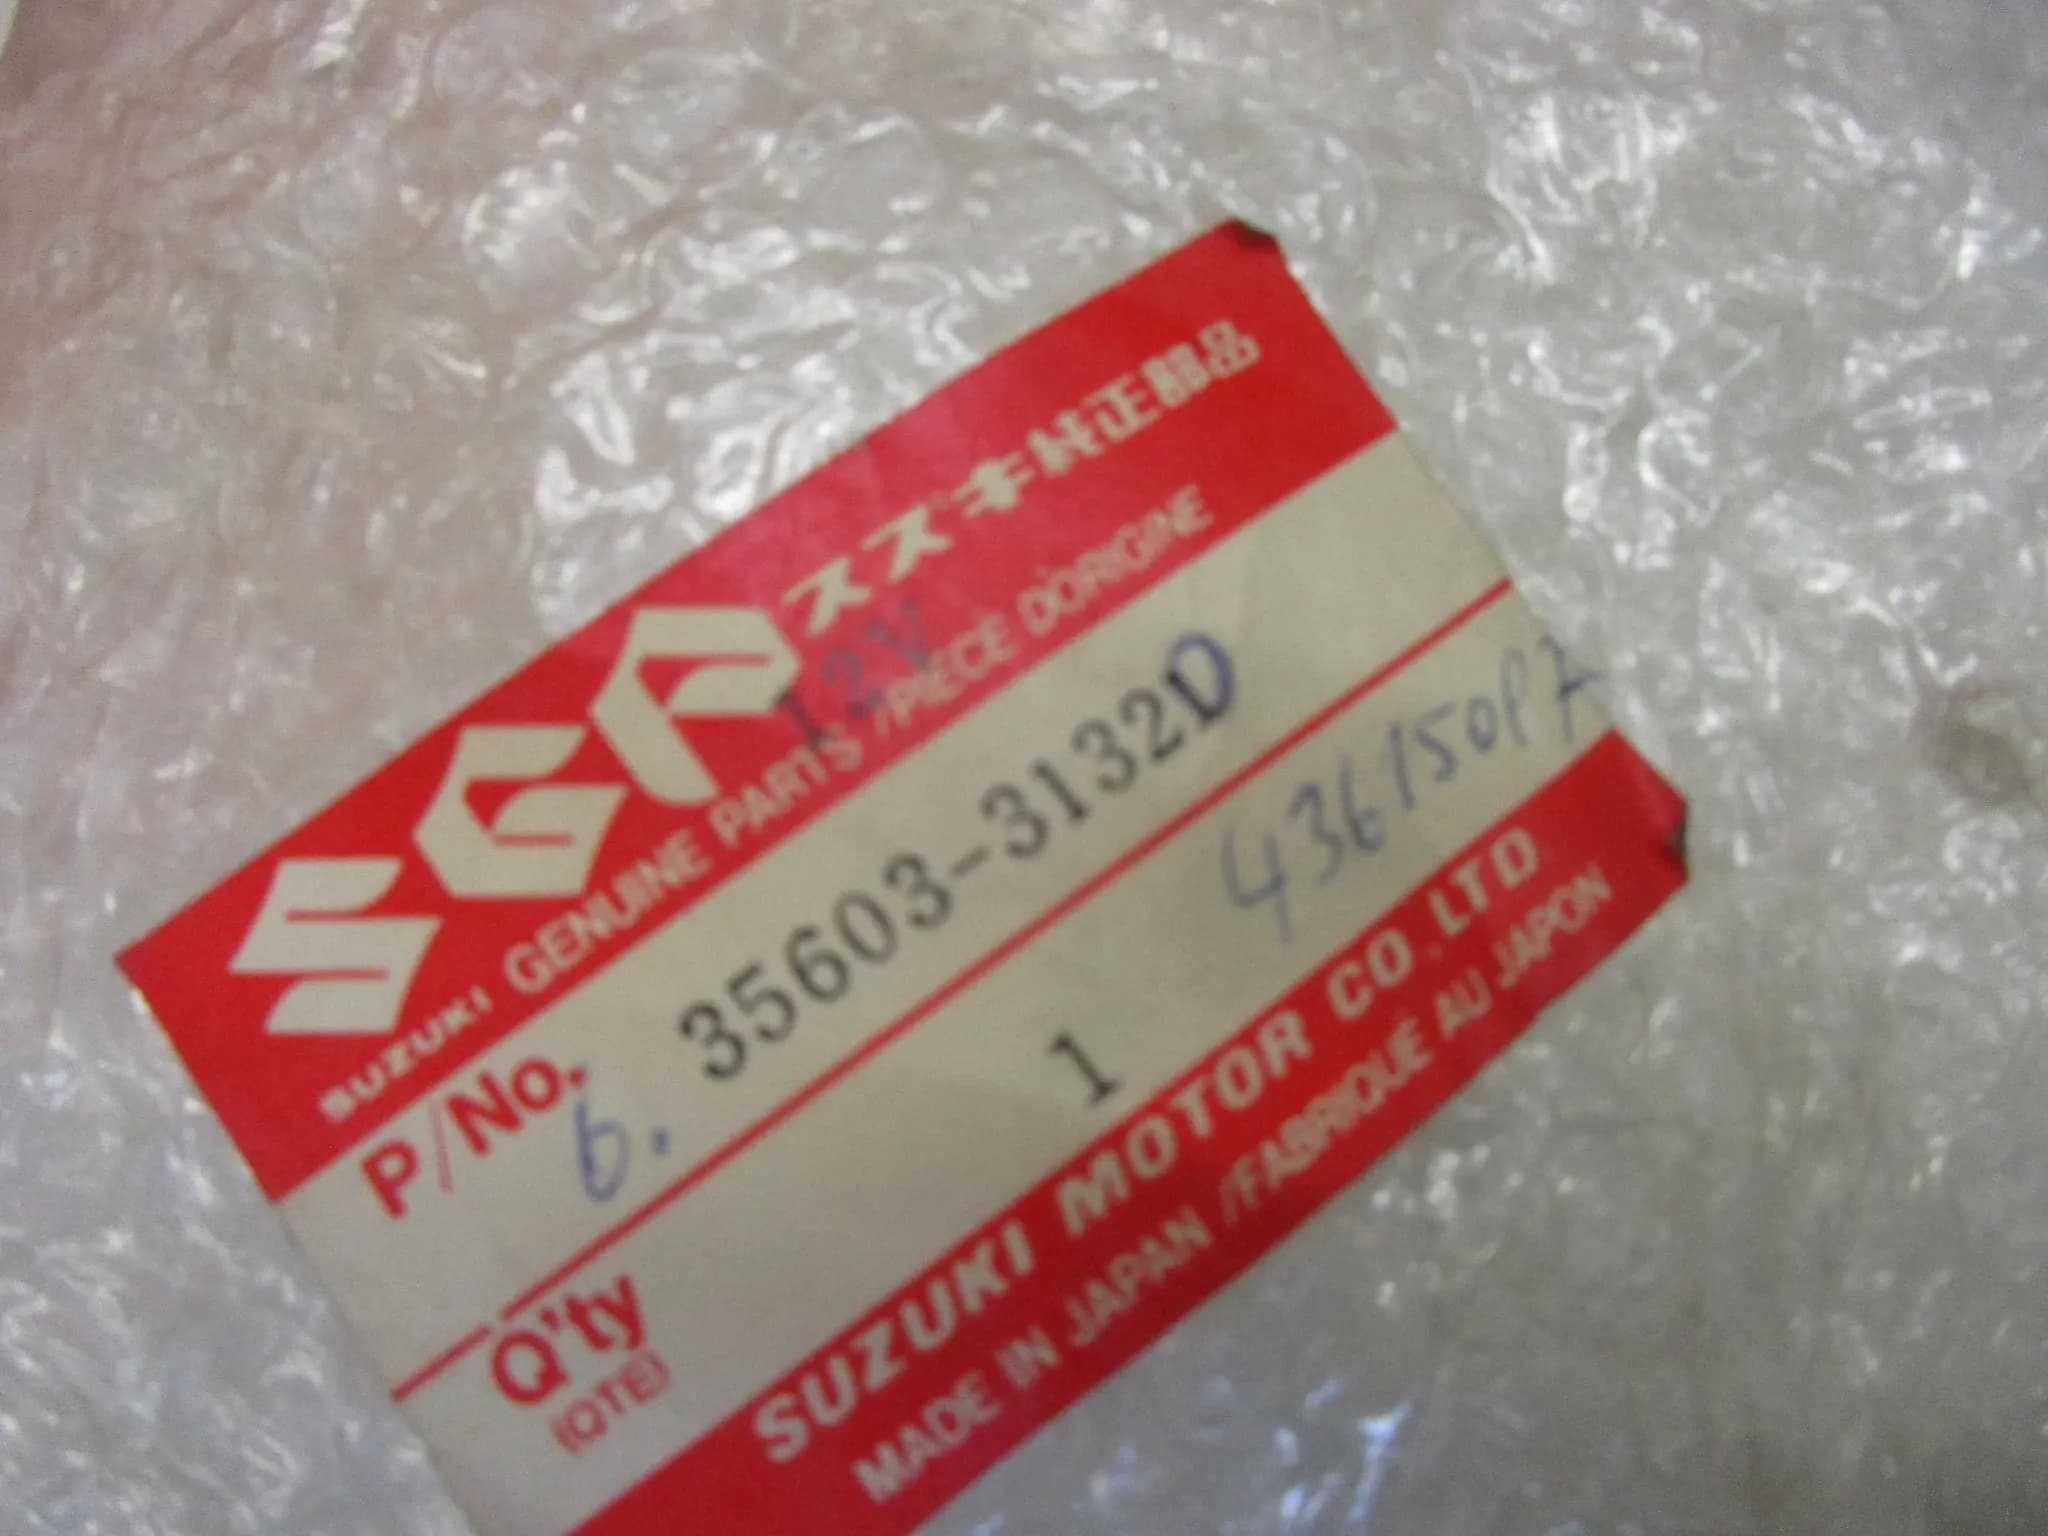 SGP スズキ純正部品
12V
SUZUKI GENUINE PARTS /PIECE D'ORIGINE
P/No. 35603-3132D
6.
436150P7
Q'ty 1
(QTE)
SUZUKI MOTOR CO.LTD
MADE IN JAPAN /FABRIQUÉ AU JAPON